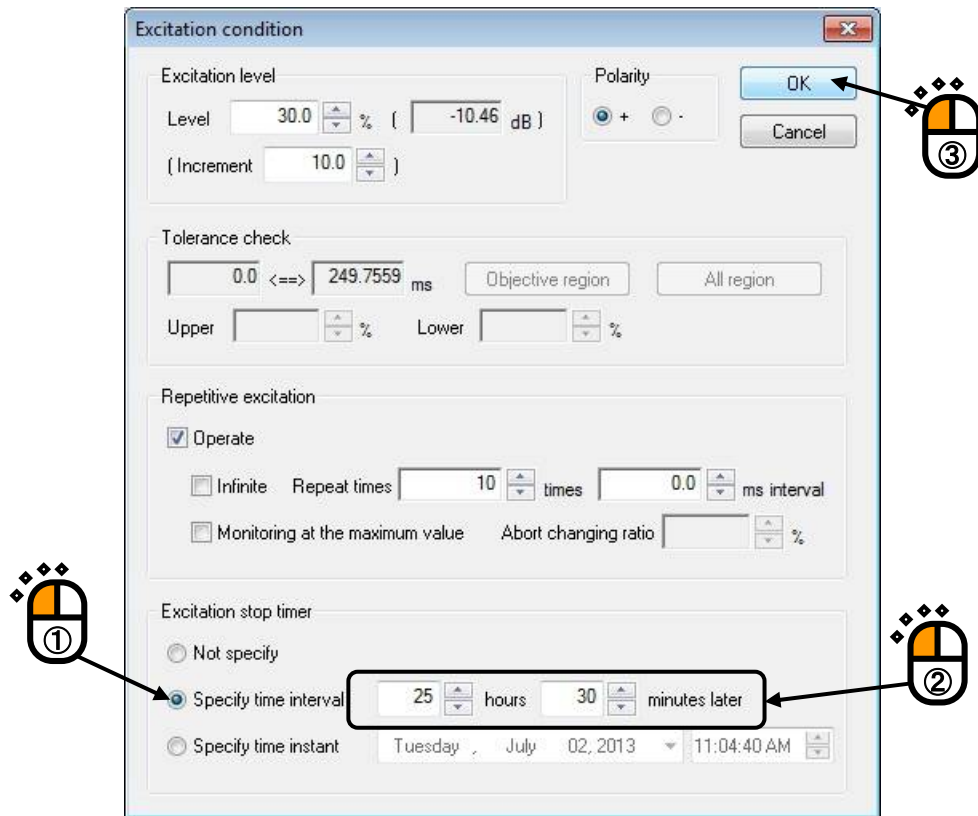 Excitation condition
Excitation level
Level 30.0 % ( -10.46 dB )
( Increment 10.0 )
Polarity
+ -
OK
Cancel
③
Tolerance check
0.0 <==> 249.7559 ms Objective region All region
Upper % Lower %
Repetitive excitation
Operate
Infinite Repeat times 10 times 0.0 ms interval
Monitoring at the maximum value Abort changing ratio %
Excitation stop timer
①
Not specify
②
Specify time interval 25 hours 30 minutes later
Specify time instant Tuesday , July 02, 2013 11:04:40 AM